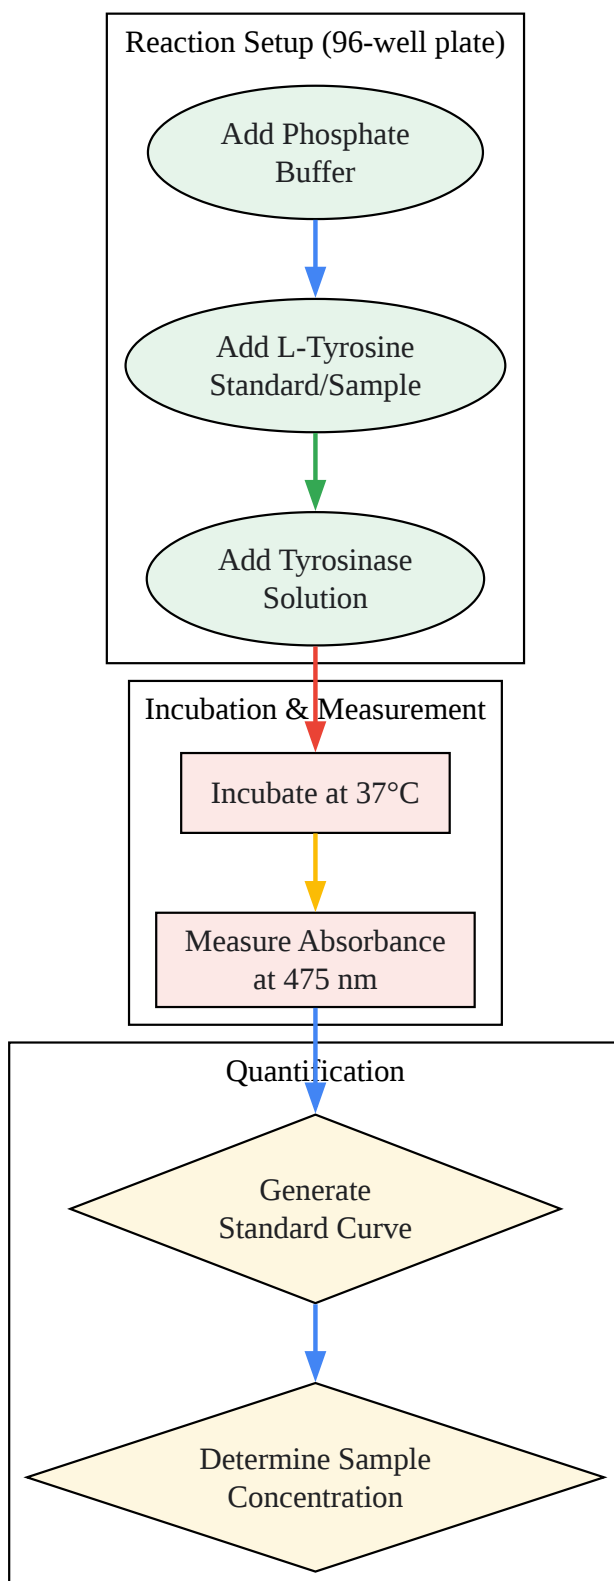 Reaction Setup (96-well plate)
Add Phosphate
Buffer
Add L-Tyrosine
Standard/Sample
Add Tyrosinase
Solution
Incubation & Measurement
Incubate at 37°C
Measure Absorbance
at 475 nm
Quantification
Generate
Standard Curve
Determine Sample
Concentration